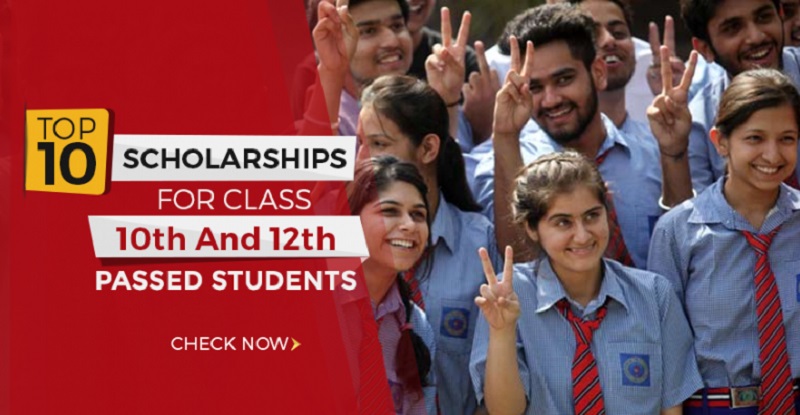 TOP
10
SCHOLARSHIPS
FOR CLASS
10th And 12th
PASSED STUDENTS
CHECK NOW